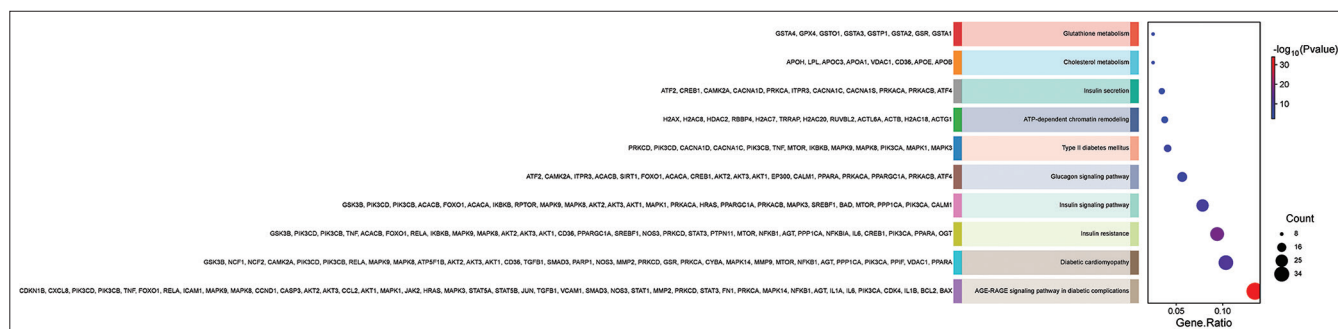 GSTA4, GPX4, GSTO1, GSTA3, GSTP1, GSTA2, GSR, GSTA1 Glutathione metabolism
APOH, LPL, APOC3, APOA1, VDAC1, CD36, APOE, APOB Cholesterol metabolism
ATF2, CREB1, CAMK2A, CACNA1D, PRKCA, ITPR3, CACNA1C, CACNA1S, PRKACA, PRKACB, ATF4 Insulin secretion
H2AX, H2AC8, HDAC2, RBBP4, H2AC7, TRRAP, H2AC20, RUVBL2, ACTL6A, ACTB, H2AC18, ACTG1 ATP-dependent chromatin remodeling
PRKCD, PIK3CD, CACNA1D, CACNA1C, PIK3CB, TNF, MTOR, IKBKB, MAPK9, MAPK8, PIK3CA, MAPK1, MAPK3 Type II diabetes mellitus
ATF2, CAMK2A, ITPR3, ACACB, SIRT1, FOXO1, ACACA, CREB1, AKT2, AKT3, AKT1, EP300, CALM1, PPARA, PRKACA, PPARGC1A, PRKACB, ATF4 Glucagon signaling pathway
GSK3B, PIK3CD, PIK3CB, ACACB, FOXO1, ACACA, IKBKB, RPTOR, MAPK9, MAPK8, AKT2, AKT3, AKT1, MAPK1, PRKACA, HRAS, PPARGC1A, PRKACB, MAPK3, SREBF1, BAD, MTOR, PPP1CA, PIK3CA, CALM1 Insulin signaling pathway
GSK3B, PIK3CD, PIK3CB, TNF, ACACB, FOXO1, RELA, IKBKB, MAPK9, MAPK8, AKT2, AKT3, AKT1, CD36, PPARGC1A, SREBF1, NOS3, PRKCD, STAT3, PTPN11, MTOR, NFKB1, AGT, PPP1CA, NFKBIA, IL6, CREB1, PIK3CA, PPARA, OGT Insulin resistance
GSK3B, NCF1, NCF2, CAMK2A, PIK3CD, PIK3CB, RELA, MAPK9, MAPK8, ATP5F1B, AKT2, AKT3, AKT1, CD36, TGFB1, SMAD3, PARP1, NOS3, MMP2, PRKCD, GSR, PRKCA, CYBA, MAPK14, MMP9, MTOR, NFKB1, AGT, PPP1CA, PIK3CA, PPIF, VDAC1, PPARA Diabetic cardiomyopathy
CDKN1B, CXCL8, PIK3CD, PIK3CB, TNF, FOXO1, RELA, ICAM1, MAPK9, MAPK8, CCND1, CASP3, AKT2, AKT3, CCL2, AKT1, MAPK1, JAK2, HRAS, MAPK3, STAT5A, STAT5B, JUN, TGFB1, VCAM1, SMAD3, NOS3, STAT1, MMP2, PRKCD, STAT3, FN1, PRKCA, MAPK14, NFKB1, AGT, IL1A, IL6, PIK3CA, CDK4, IL1B, BCL2, BAX AGE-RAGE signaling pathway in diabetic complications
0.05 0.10
Gene.Ratio
-log10(Pvalue)
30
20
10
Count
8
16
25
34